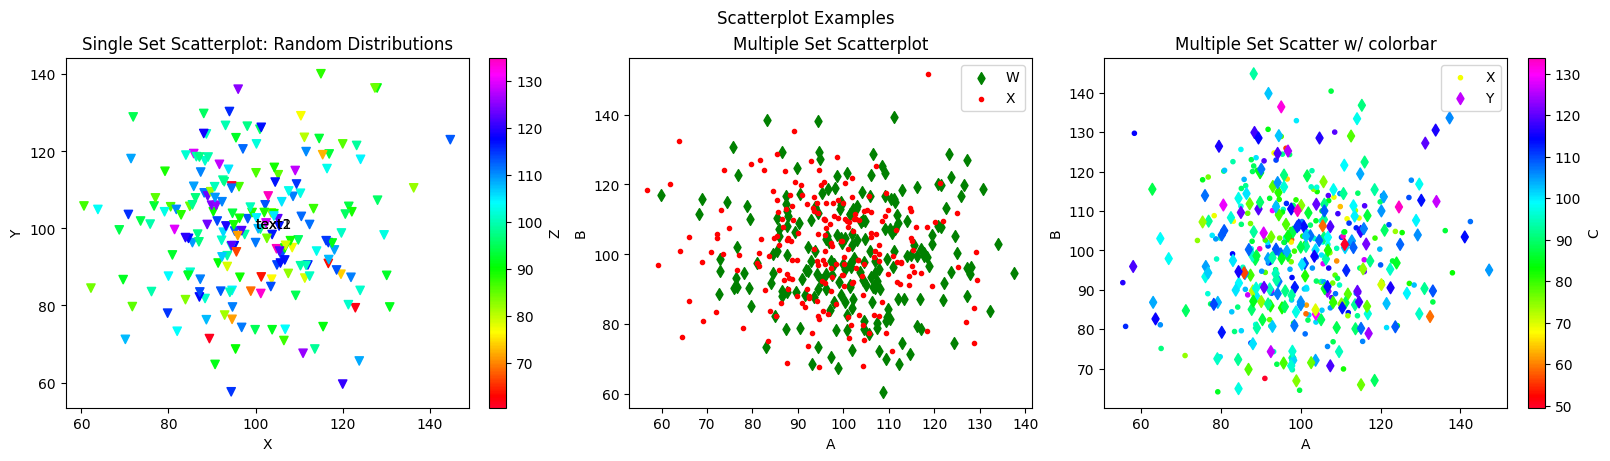 Scatterplot Examples
Single Set Scatterplot: Random Distributions
140
120
100
80
60
60
80
100
120
140
X
Y
text1
text2
130
120
110
100
90
80
70
Z
Multiple Set Scatterplot
W
X
140
120
100
80
60
60
70
80
90
100
110
120
130
140
A
B
Multiple Set Scatter w/ colorbar
X
Y
140
130
120
110
100
90
80
70
60
80
100
120
140
A
B
130
120
110
100
90
80
70
60
50
C